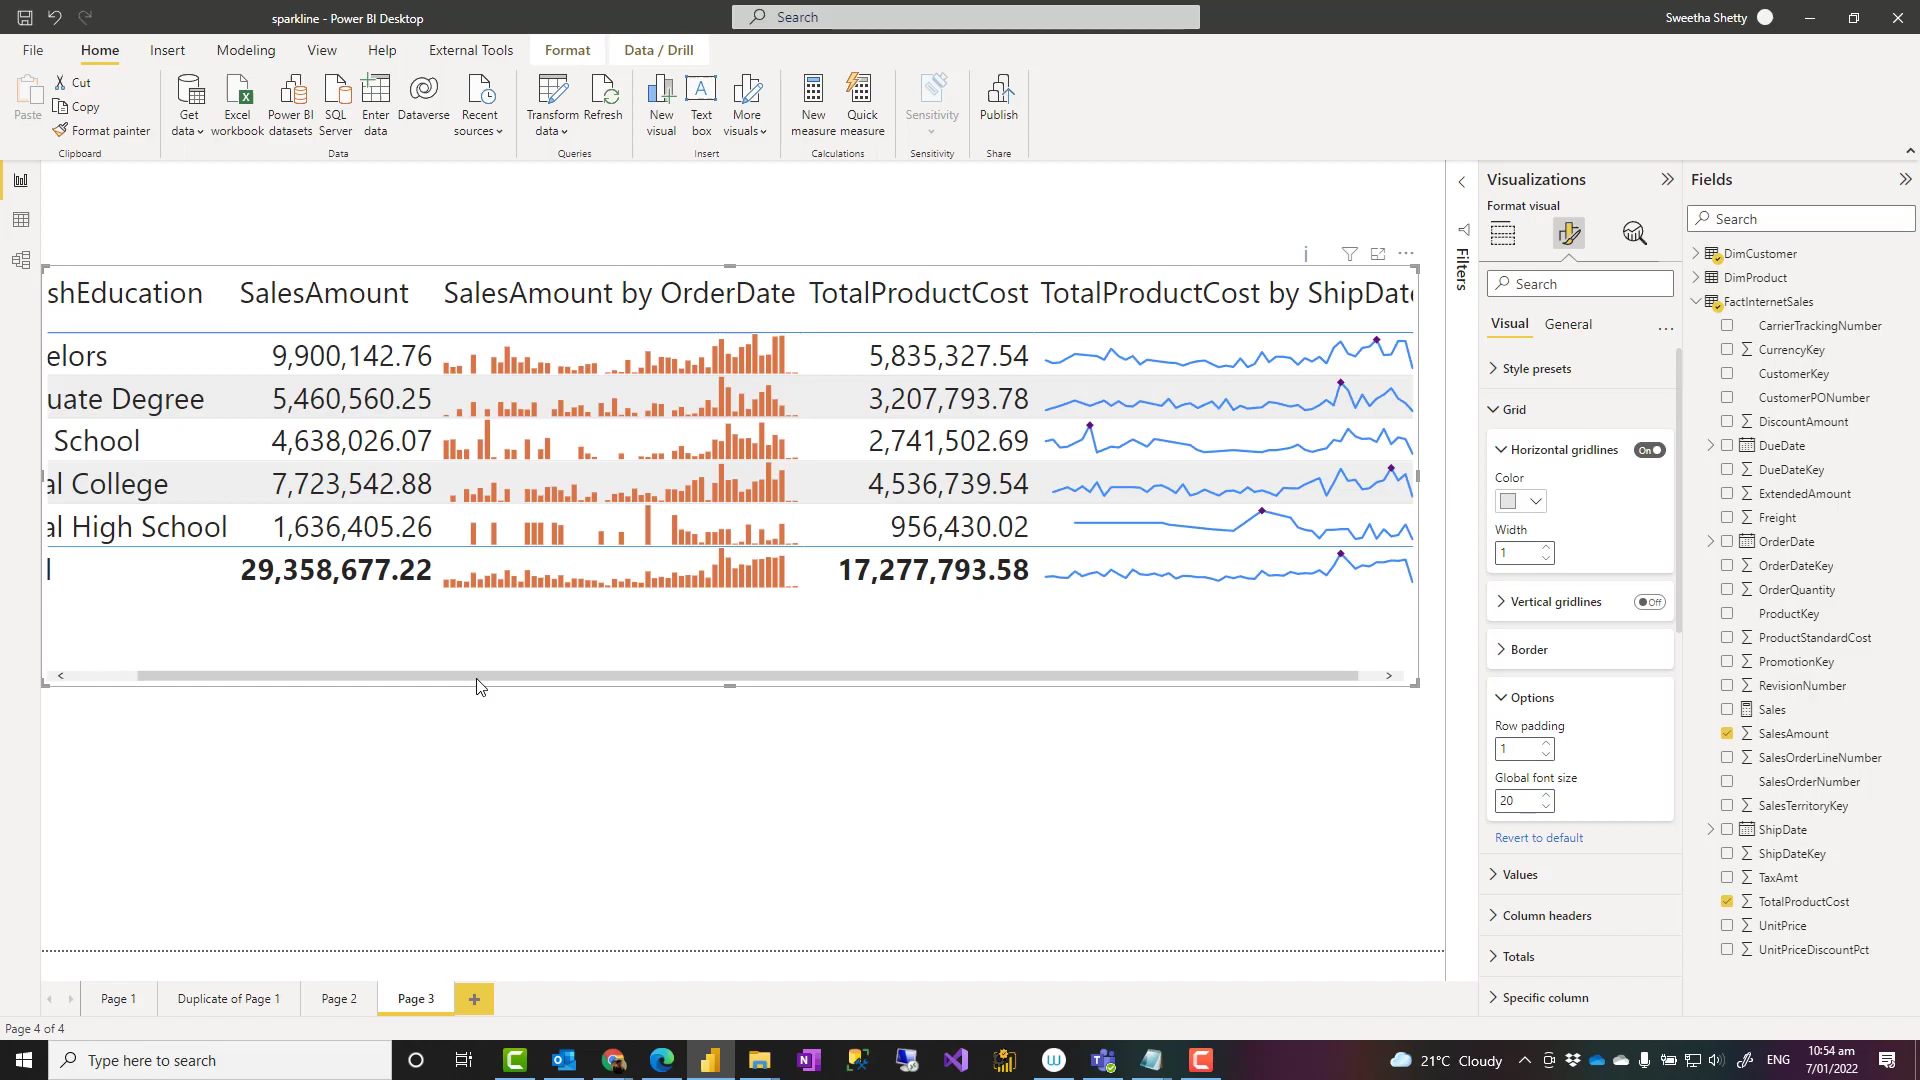 sparkline - Power BI Desktop
Search
Sweetha Shetty
File
Home
Insert
Modeling
View
Help
External Tools
Format
Data / Drill
Paste
Cut
Copy
Format painter
Clipboard
Get
data
Excel
workbook
Power BI
datasets
SQL
Server
Enter
data
Dataverse
Recent
sources
Data
Transform
data
Refresh
Queries
New
visual
Text
box
More
visuals
Insert
New
measure
Quick
measure
Calculations
Sensitivity
Sensitivity
Publish
Share
shEducation SalesAmount SalesAmount by OrderDate TotalProductCost TotalProductCost by ShipDate
elors 9,900,142.76 5,835,327.54
uate Degree 5,460,560.25 3,207,793.78
School 4,638,026.07 2,741,502.69
al College 7,723,542.88 4,536,739.54
al High School 1,636,405.26 956,430.02
l 29,358,677.22 17,277,793.58
Filters
Visualizations
Format visual
Search
Visual General ...
Style presets
Grid
Horizontal gridlines On
Color
Width
1
Vertical gridlines Off
Border
Options
Row padding
1
Global font size
20
Revert to default
Values
Column headers
Totals
Specific column
Fields
Search
DimCustomer
DimProduct
FactInternetSales
CarrierTrackingNumber
CurrencyKey
CustomerKey
CustomerPONumber
DiscountAmount
DueDate
DueDateKey
ExtendedAmount
Freight
OrderDate
OrderDateKey
OrderQuantity
ProductKey
ProductStandardCost
PromotionKey
RevisionNumber
Sales
SalesAmount
SalesOrderLineNumber
SalesOrderNumber
SalesTerritoryKey
ShipDate
ShipDateKey
TaxAmt
TotalProductCost
UnitPrice
UnitPriceDiscountPct
Page 1
Duplicate of Page 1
Page 2
Page 3
Page 4 of 4
Type here to search
21°C Cloudy
ENG
10:54 am
7/01/2022